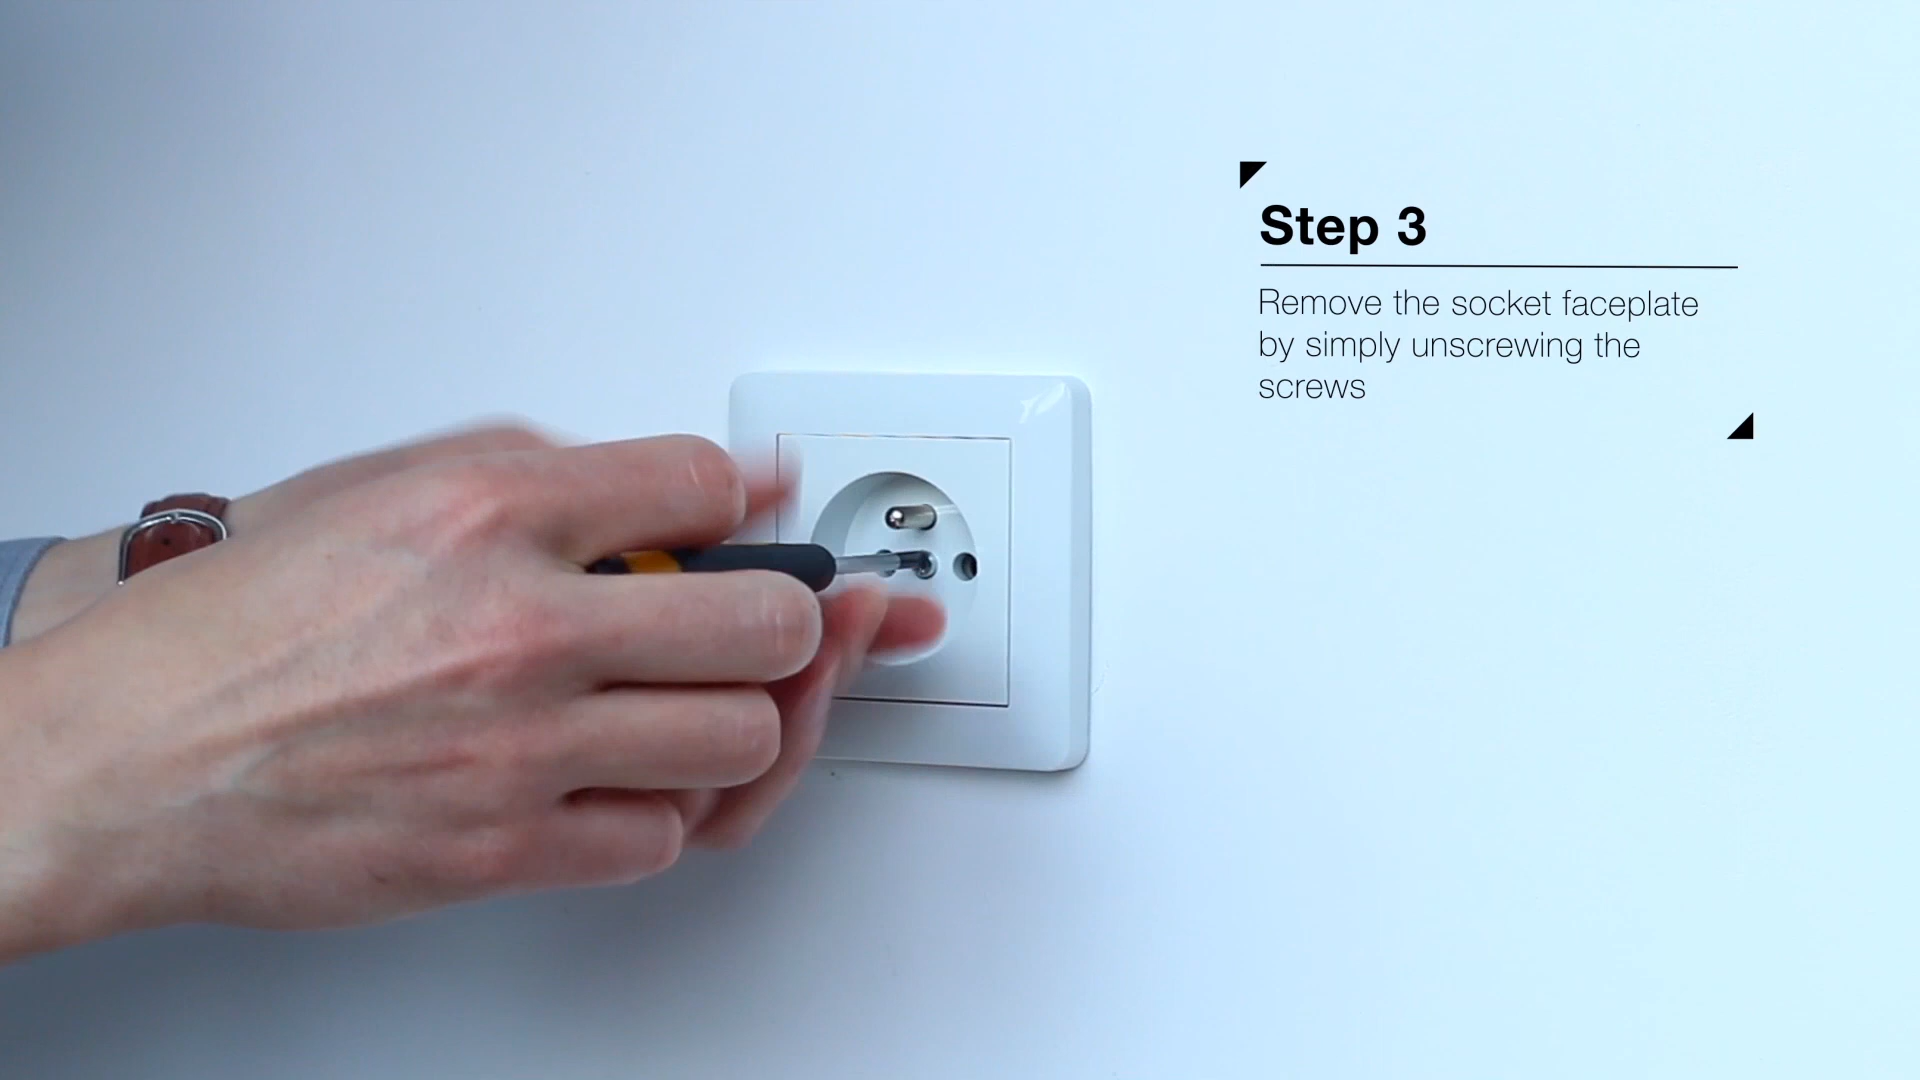 Step 3
Remove the socket faceplate
by simply unscrewing the
screws